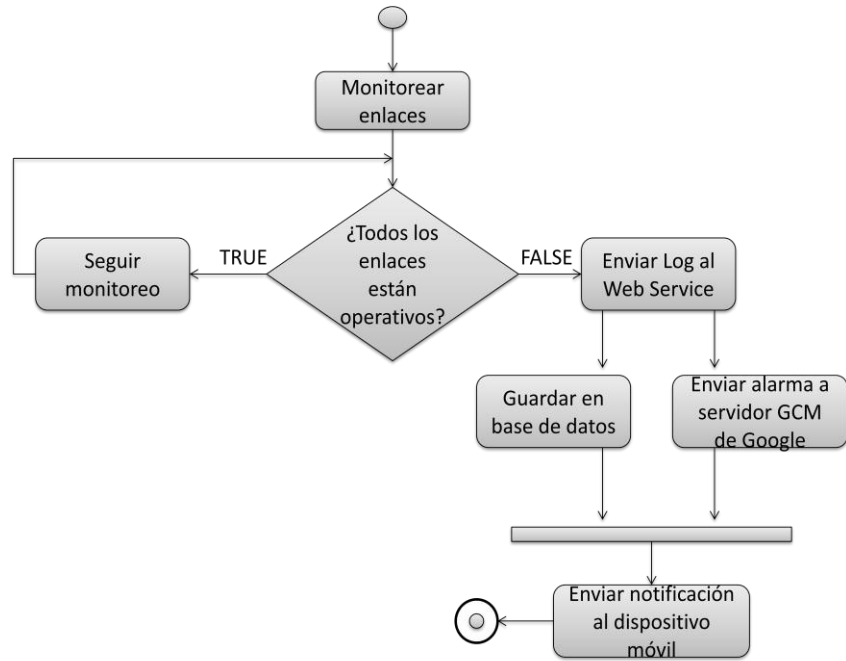 Monitorear
enlaces
¿Todos los
enlaces
están
operativos?
TRUE
FALSE
Seguir
monitoreo
Enviar Log al
Web Service
Guardar en
base de datos
Enviar alarma a
servidor GCM
de Google
Enviar notificación
al dispositivo
móvil